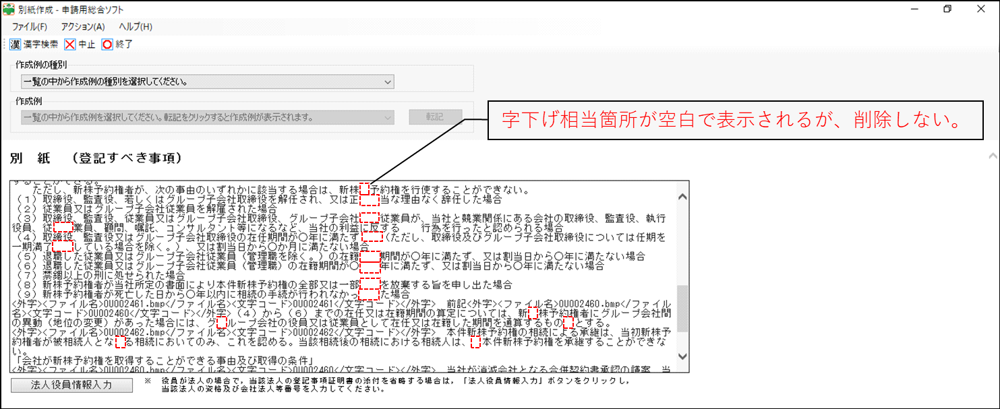 別紙作成 - 申請用総合ソフト
ファイル(F) アクション(A) ヘルプ(H)
漢 漢字検索 中止 終了
作成例の種別
一覧の中から作成例の種別を選択してください。
作成例
一覧の中から作成例を選択してください。転記をクリックすると作成例が表示されます。 転記
字下げ相当箇所が空白で表示されるが、削除しない。
別 紙 (登記すべき事項)
することができる。
ただし、新株予約権者が、次の事由のいずれかに該当する場合は、新株 予約権を行使することができない。
(1)取締役、監査役、若しくはグループ子会社取締役を解任され、又は正 当な理由なく辞任した場合
(2)従業員又はグループ子会社従業員を解雇された場合
(3)取締役、監査役、従業員又はグループ子会社取締役、グループ子会社 従業員が、当社と競業関係にある会社の取締役、監査役、執行
役員、従 業員、顧問、嘱託、コンサルタント等になるなど、当社の利益に反する 行為を行ったと認められる場合
(4)取締役、監査役又はグループ子会社取締役の在任期間が〇年に満たず (ただし、取締役及びグループ子会社取締役については任期を
一期満了 している場合を除く。)、又は割当日から〇か月に満たない場合
(5)退職した従業員又はグループ子会社従業員(管理職を除く。)の在籍 期間が〇年に満たず、又は割当日から〇年に満たない場合
(6)退職した従業員又はグループ子会社従業員(管理職)の在籍期間が〇 年に満たず、又は割当日から〇年に満たない場合
(7)禁錮以上の刑に処せられた場合
(8)新株予約権者が当社所定の書面により本件新株予約権の全部又は一部 を放棄する旨を申し出た場合
(9)新株予約権者が死亡した日から〇年以内に相続の手続が行われなかっ た場合
<外字><ファイル名>0U002461.bmp</ファイル名><文字コード>0U002461</文字コード></外字> 前記<外字><ファイル名>0U002460.bmp</ファイル
名><文字コード>0U002460</文字コード></外字>(4)から(6)までの在任又は在籍期間の算定については、新 株予約権者にグループ会社間
の異動(地位の変更)があった場合には、グ ループ会社の役員又は従業員として在任又は在籍した期間を通算するもの とする。
<外字><ファイル名>0U002462.bmp</ファイル名><文字コード>0U002462</文字コード></外字> 本件新株予約権の相続による承継は、当初新株予
約権者が被相続人とな る相続においてのみ、これを認める。当該相続後の相続における相続人は、 本件新株予約権を承継することができな
い。
「会社が新株予約権を取得することができる事由及び取得の条件」
<外字><ファイル名>0U002460.bmp</ファイル名><文字コード>0U002460</文字コード></外字> 当社が消滅会社となる合併契約書承認の議案、当
法人役員情報入力
※ 役員が法人の場合で,当該法人の登記事項証明書の添付を省略する場合は,「法人役員情報入力」ボタンをクリックし,
当該法人の資格及び会社法人等番号を入力してください。